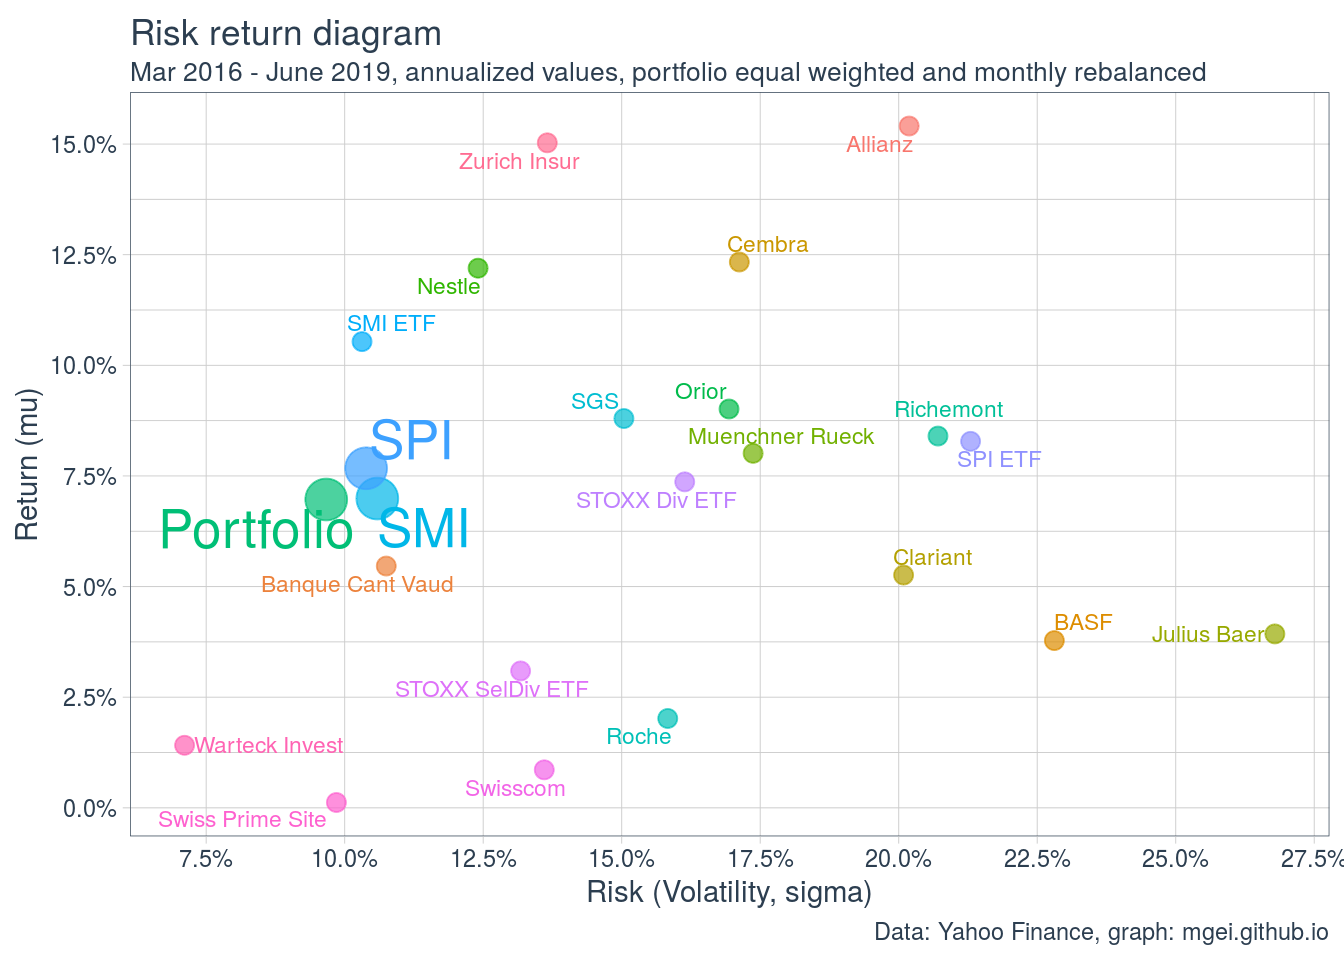 Risk return diagram
Mar 2016 - June 2019, annualized values, portfolio equal weighted and monthly rebalanced
Return (mu)
15.0%
12.5%
10.0%
7.5%
5.0%
2.5%
0.0%
Allianz
Zurich Insur
Cembra
Nestle
SMI ETF
Orior
SGS
Richemont
Muenchner Rueck
SPI
SPI ETF
STOXX Div ETF
Portfolio
SMI
Clariant
Banque Cant Vaud
BASF
Julius Baer
STOXX SelDiv ETF
Roche
Warteck Invest
Swisscom
Swiss Prime Site
7.5%
10.0%
12.5%
15.0%
17.5%
20.0%
22.5%
25.0%
27.5%
Risk (Volatility, sigma)
Data: Yahoo Finance, graph: mgei.github.io